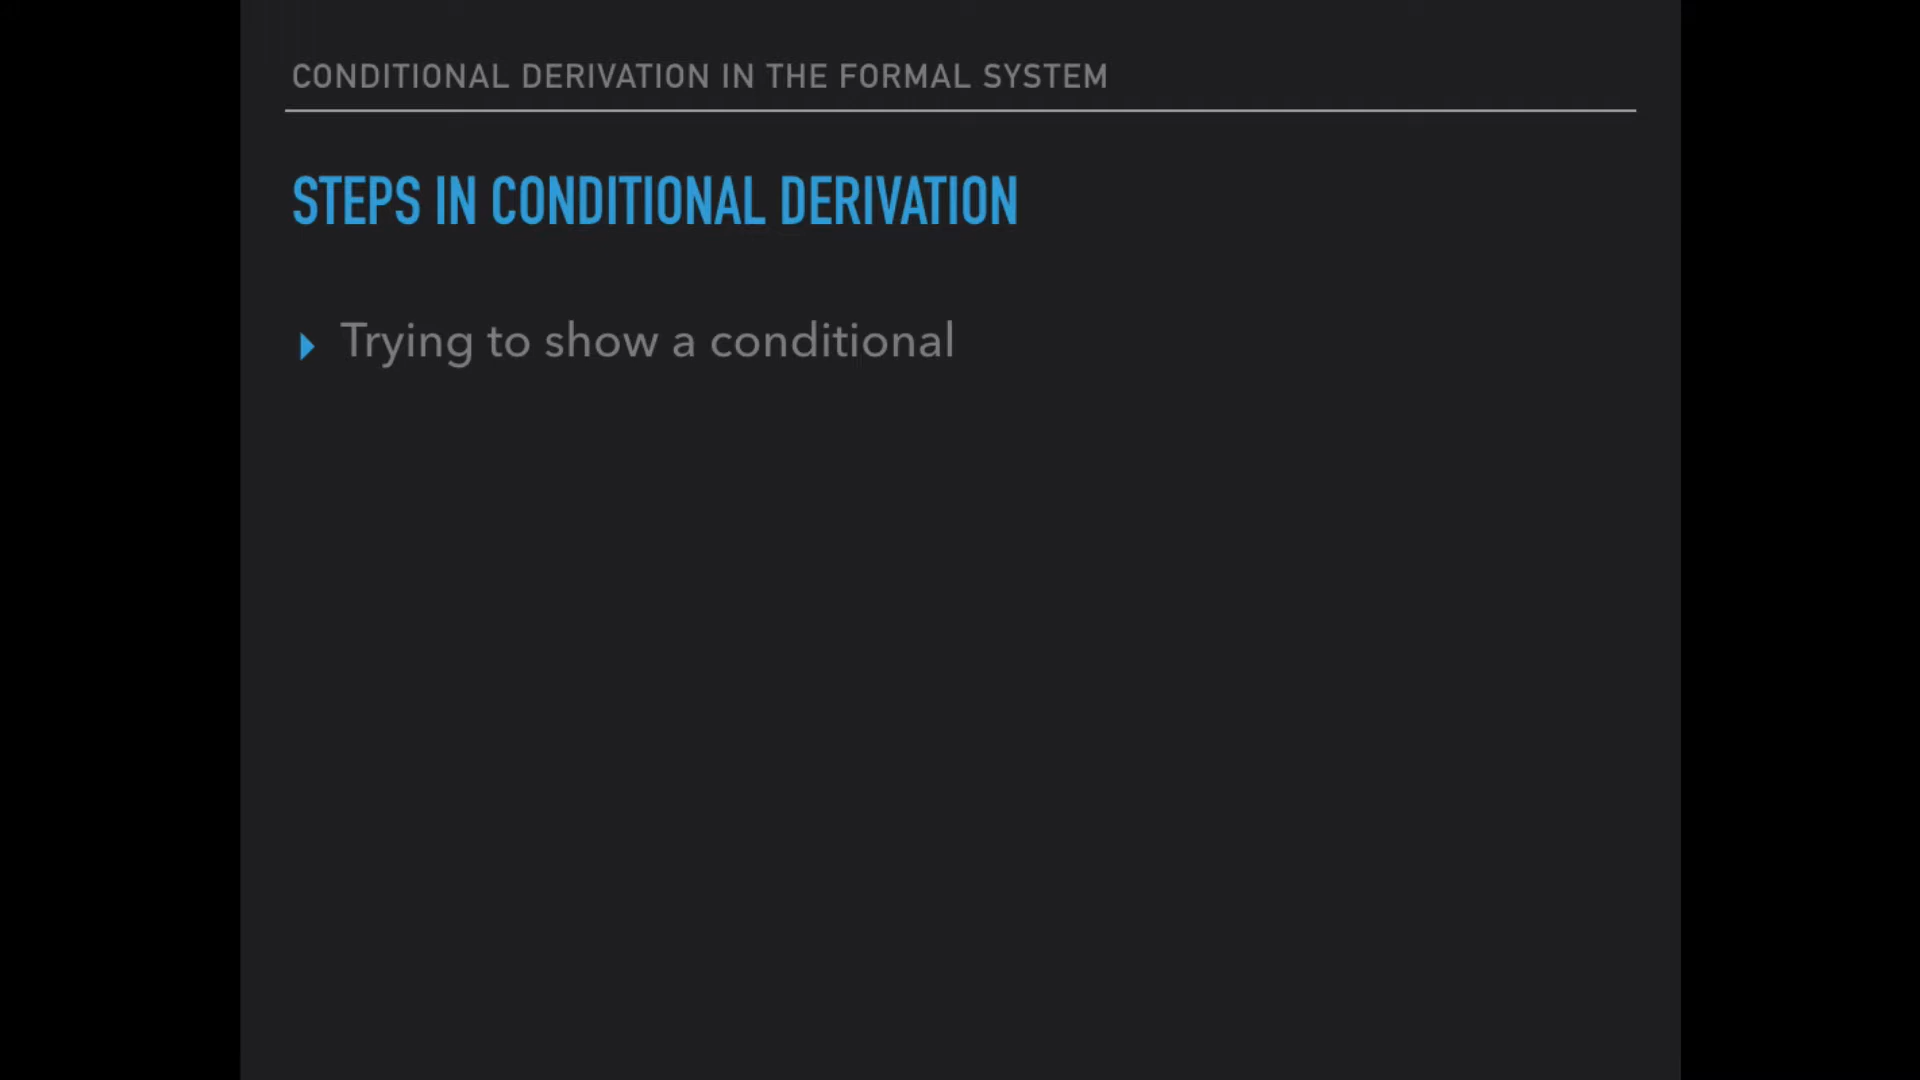 CONDITIONAL DERIVATION IN THE FORMAL SYSTEM
STEPS IN CONDITIONAL DERIVATION
Trying to show a conditional